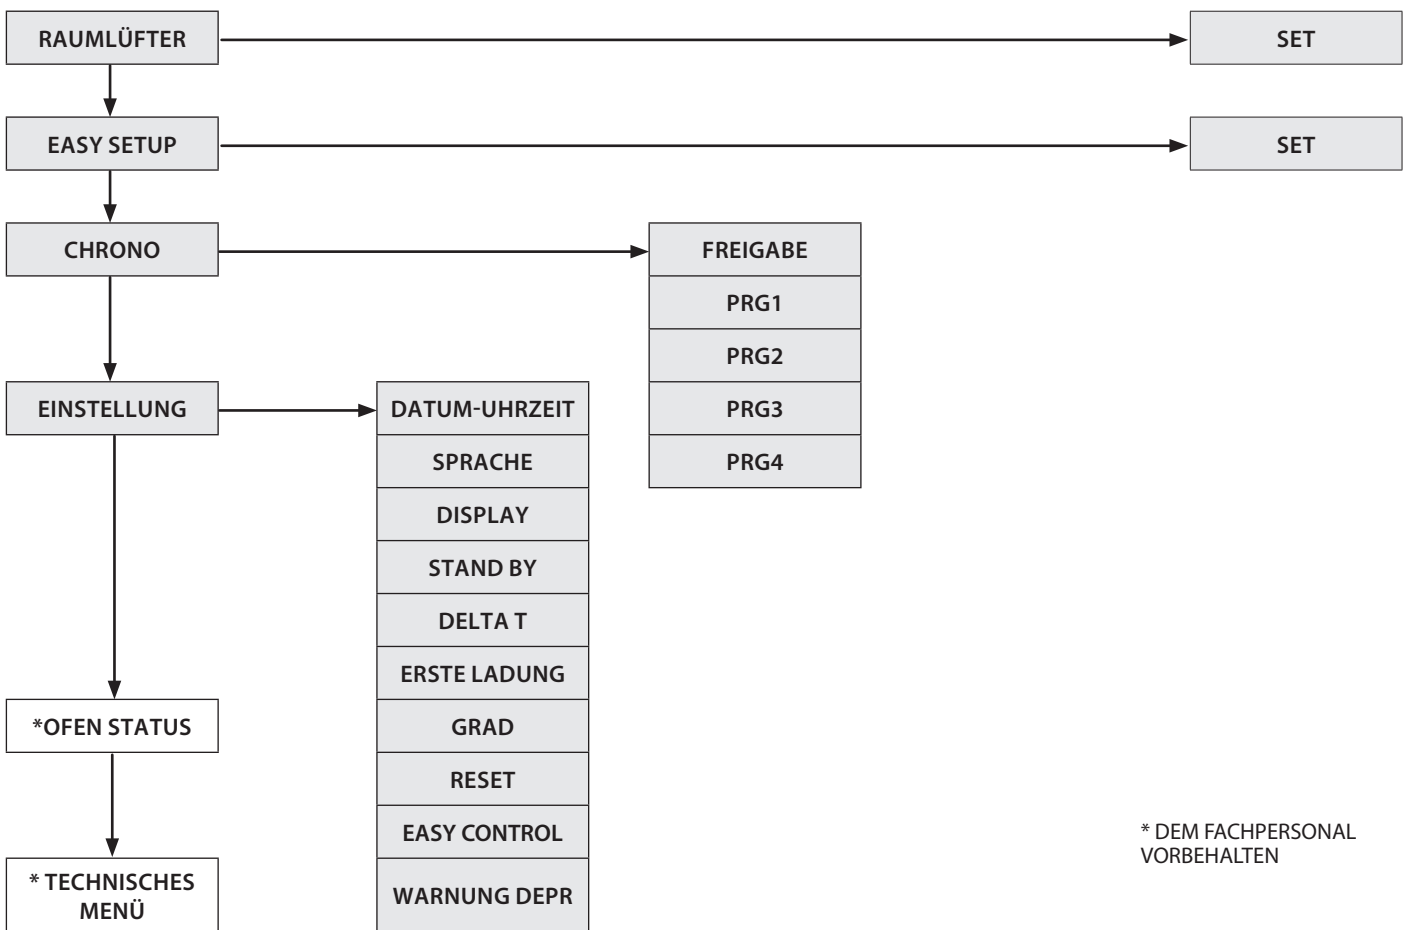 RAUMLÜFTER
SET
EASY SETUP
SET
CHRONO
FREIGABE
PRG1
PRG2
PRG3
PRG4
EINSTELLUNG
DATUM-UHRZEIT
SPRACHE
DISPLAY
STAND BY
DELTA T
ERSTE LADUNG
GRAD
RESET
EASY CONTROL
WARNUNG DEPR
*OFEN STATUS
* TECHNISCHES
MENÜ
* DEM FACHPERSONAL
VORBEHALTEN